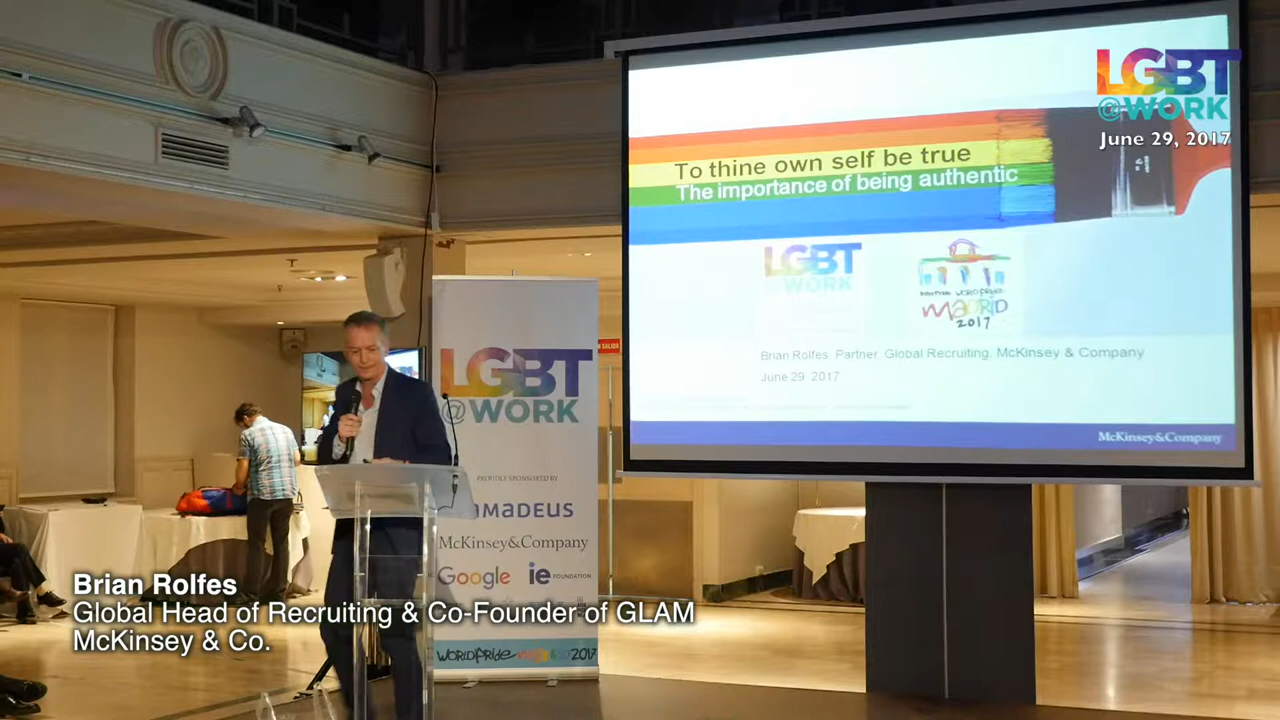 LGBT
@WORK
June 29, 2017
To thine own self be true
The importance of being authentic
LGBT
@WORK
WORLDPRIDE
MADRID
2017
Brian Rolfes, Partner, Global Recruiting, McKinsey & Company
June 29, 2017
McKinsey&Company
SALIDA
LGBT
@WORK
PROUDLY SPONSORED BY
AMADEUS
McKinsey&Company
Google ie FOUNDATION
WORLDPRIDE MADRID 2017
Brian Rolfes
Global Head of Recruiting & Co-Founder of GLAM
McKinsey & Co.